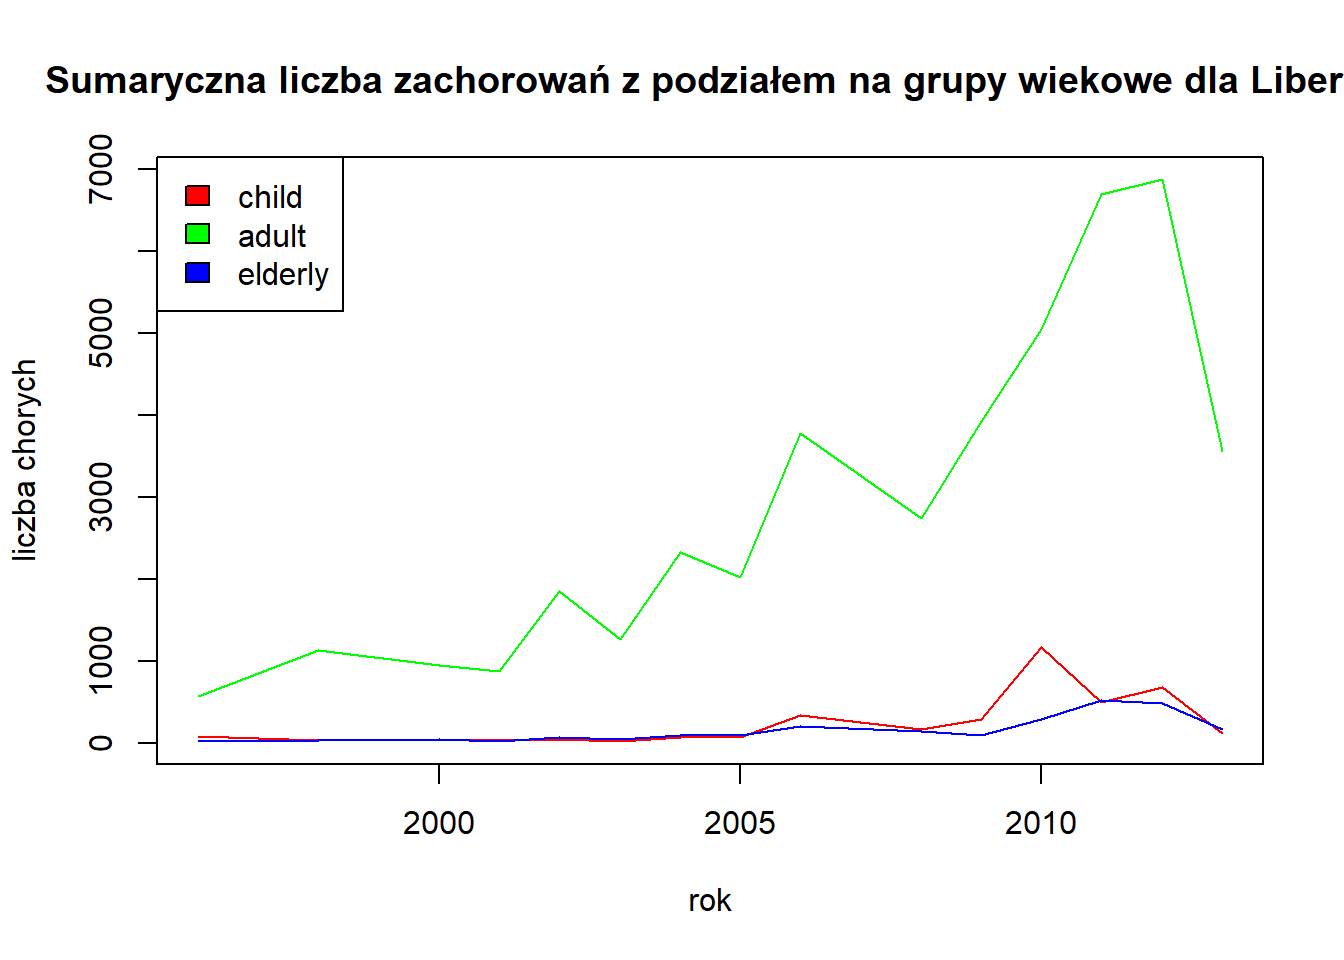 Sumaryczna liczba zachorowań z podziałem na grupy wiekowe dla Liber
child
adult
elderly
liczba chorych
7000
5000
3000
1000
0
2000 2005 2010
rok